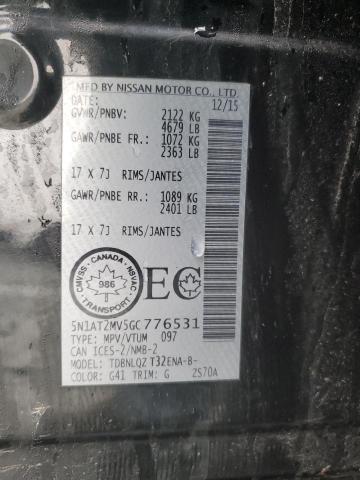 MFD BY NISSAN MOTOR CO., LTD.
DATE: 12/15
GVWR/PNBV: 2122 KG
4679 LB
GAWR/PNBE FR.: 1072 KG
2363 LB
17 X 7J RIMS/JANTES
GAWR/PNBE RR.: 1089 KG
2401 LB
17 X 7J RIMS/JANTES
CANADA
CMVSS·NSVAC
986
TRANSPORT
EC
5N1AT2MV5GC776531
TYPE: MPV/VTUM 097
CAN ICES-2/NMB-2
MODEL: TDBNLQZ T32ENA-B-
COLOR: G41 TRIM: G 2S70A